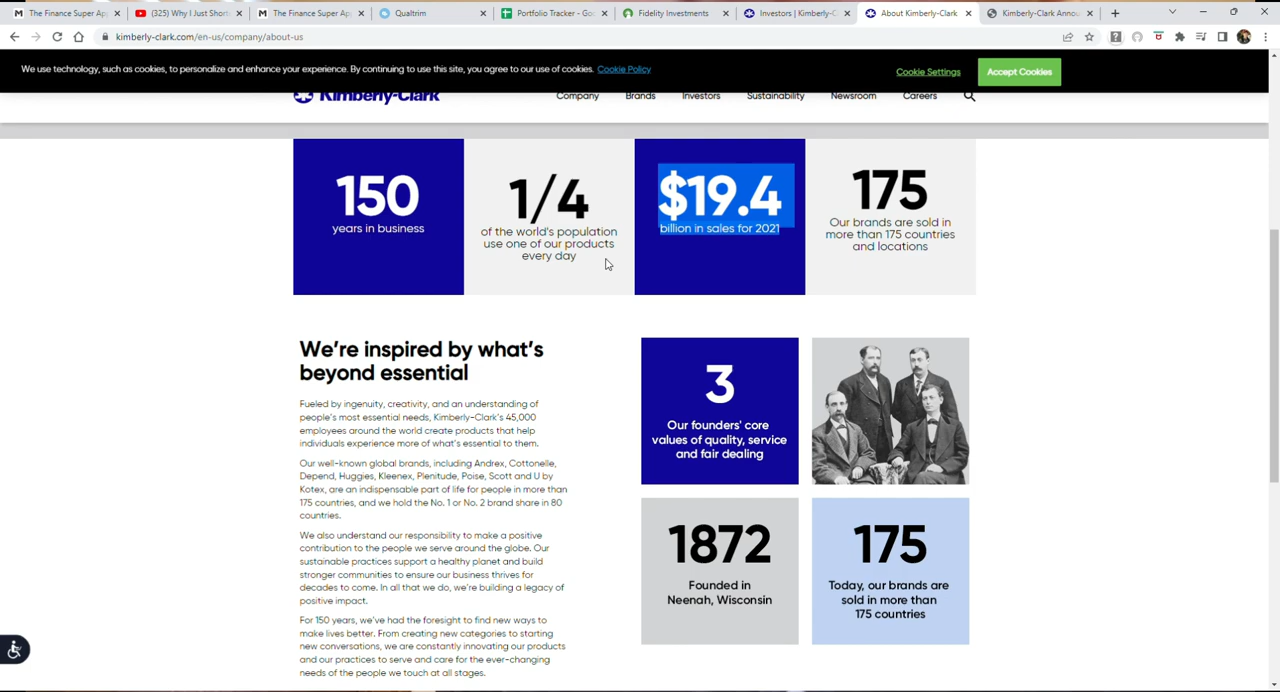 The Finance Super Ap
(325) Why I Just Short
The Finance Super Ap
Qualtrim
Portfolio Tracker - Goo
Fidelity Investments
Investors | Kimberly-C
About Kimberly-Clark
Kimberly-Clark Annou
kimberly-clark.com/en-us/company/about-us
We use technology, such as cookies, to personalize and enhance your experience. By continuing to use this site, you agree to our use of cookies. Cookie Policy
Cookie Settings
Accept Cookies
Kimberly-Clark
Company
Brands
Investors
Sustainability
Newsroom
Careers
150
years in business
1/4
of the world's population
use one of our products
every day
$19.4
billion in sales for 2021
175
Our brands are sold in
more than 175 countries
and locations
We're inspired by what's
beyond essential
Fueled by ingenuity, creativity, and an understanding of
people's most essential needs, Kimberly-Clark's 45,000
employees around the world create products that help
individuals experience more of what's essential to them.
Our well-known global brands, including Andrex, Cottonelle,
Depend, Huggies, Kleenex, Plenitude, Poise, Scott and U by
Kotex, are an indispensable part of life for people in more than
175 countries, and we hold the No. 1 or No. 2 brand share in 80
countries.
We also understand our responsibility to make a positive
contribution to the people we serve around the globe. Our
sustainable practices support a healthy planet and build
stronger communities to ensure our business thrives for
decades to come. In all that we do, we're building a legacy of
positive impact.
For 150 years, we've had the foresight to find new ways to
make lives better. From creating new categories to starting
new conversations, we are constantly innovating our products
and our practices to serve and care for the ever-changing
needs of the people we touch at all stages.
3
Our founders' core
values of quality, service
and fair dealing
1872
Founded in
Neenah, Wisconsin
175
Today, our brands are
sold in more than
175 countries